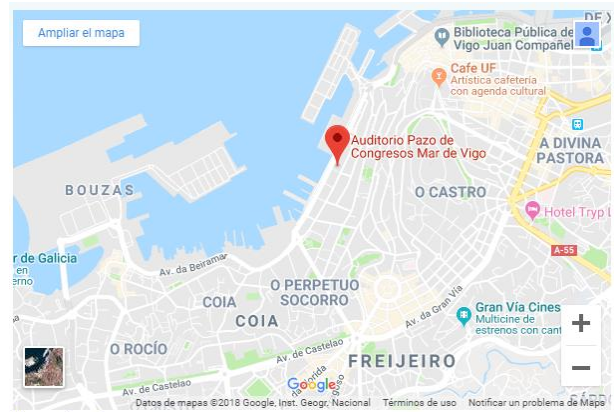 Ampliar el mapa
Biblioteca Pública de
Vigo Juan Compañel
Cafe UF
Artística cafetería
con agenda cultural
Auditorio Pazo de
Congresos Mar de Vigo
A DIVINA
PASTORA
BOUZAS
O CASTRO
Hotel Tryp L
A-55
r de Galicia
en
erno
Av. da Beiramar
O PERPETUO
SOCORRO
COIA
COIA
Av. da Gran Vía
Gran Vía Cines
Multicine de
estrenos con cant
O ROCÍO
Av. de Castelao
FREIJEIRO
Av. de Castelao
Google
Datos de mapas ©2018 Google, Inst. Geogr, Nacional Términos de uso Notificar un problema de Maps